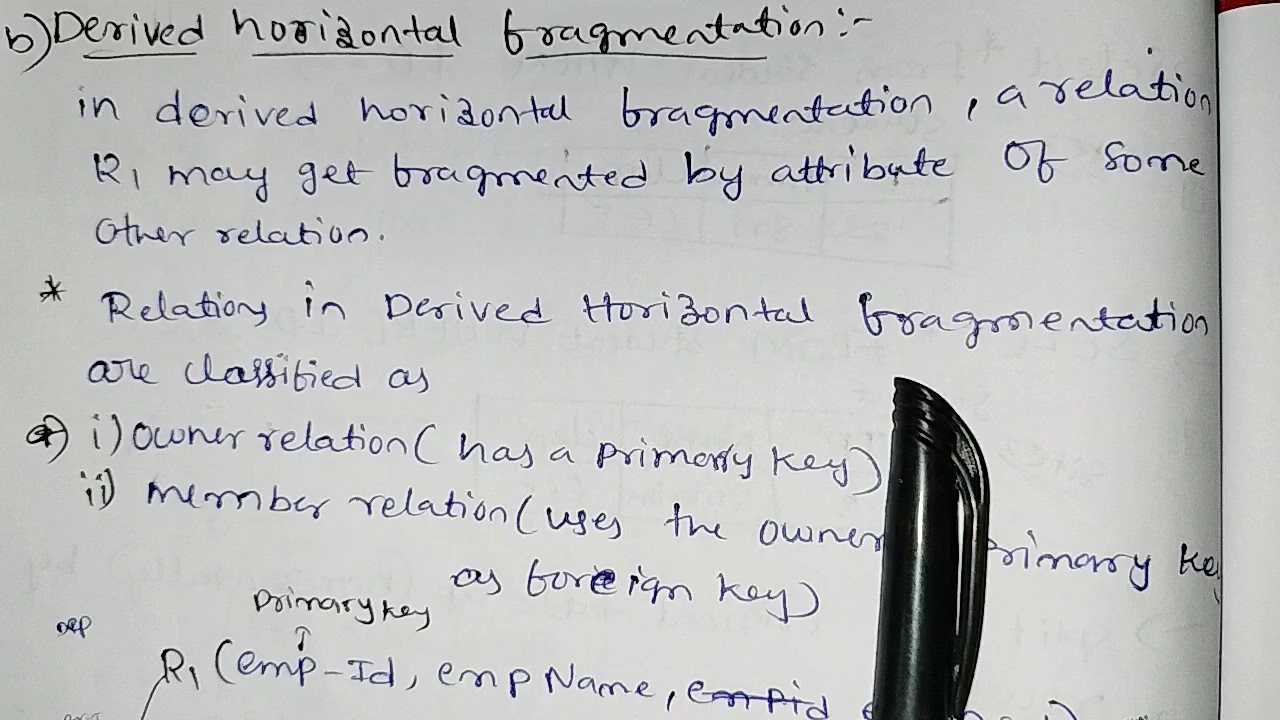 b) Derived horizontal fragmentation :-
in derived horizontal fragmentation, a relation
R1 may get fragmented by attribute of some
other relation.
* Relations in Derived Horizontal fragmentation
are classified as
i) owner relation ( has a primary key)
ii) member relation (uses the owner primary key
as foreign key)
primary key
R1 (emp-Id, emp Name, empid